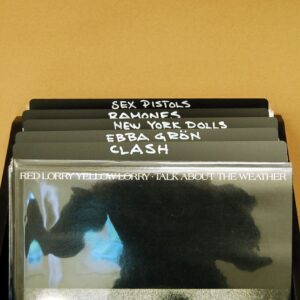 SEX PISTOLS
RAMONES
NEW YORK DOLLS
EBBA GRÖN
CLASH
RED LORRY YELLOW LORRY · TALK ABOUT THE WEATHER